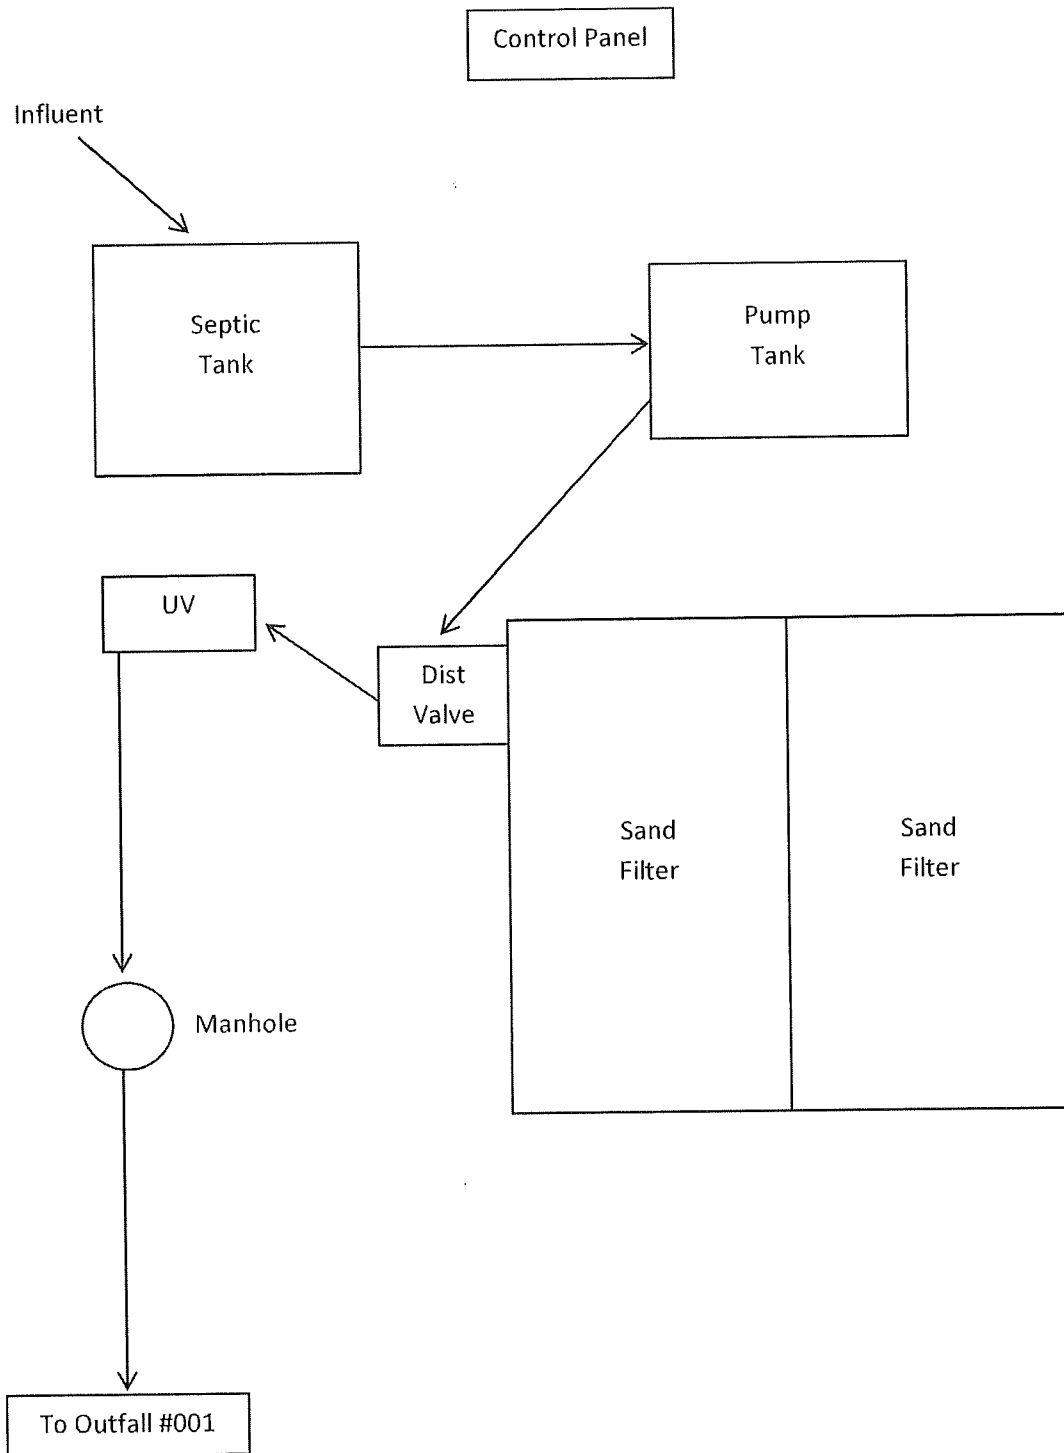 Control Panel
Influent
Septic
Tank
Pump
Tank
UV
Dist
Valve
Sand
Filter
Sand
Filter
Manhole
To Outfall #001